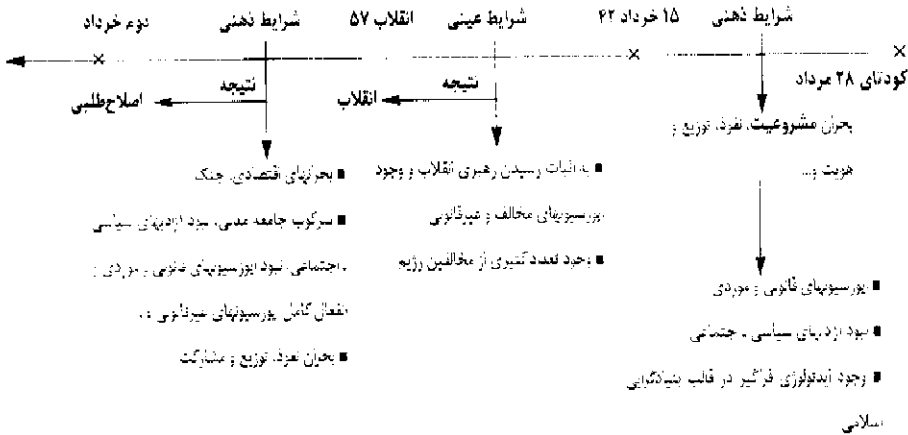 شرایط ذهنی
۱۵ خرداد ۴۲
شرایط عینی
انقلاب ۵۷
شرایط ذهنی
دوم خرداد
کودتای ۲۸ مرداد
نتیجه
انقلاب
نتیجه
اصلاح‌طلبی
بحران مشروعیت، نفوذ، توزیع و
هویت و...
■ اپوزسیونهای قانونی و موردی
■ نبود آزادیهای سیاسی ـ اجتماعی
■ وجود آیدئولوژی فراگیر در قالب بنیادگرایی
اسلامی
■ به اثبات رسیدن رهبری انقلاب و وجود
اپوزسیونهای مخالف و غیرقانونی
■ وجود تعداد کثیری از مخالفین رژیم
■ بحرانهای اقتصادی، جنگ
■ سرکوب جامعه مدنی، نبود آزادیهای سیاسی
ـ اجتماعی، نبود اپوزسیونهای قانونی و موردی و
انفعال کامل اپوزسیونهای غیرقانونی و..
■ بحران نفوذ، توزیع و مشارکت